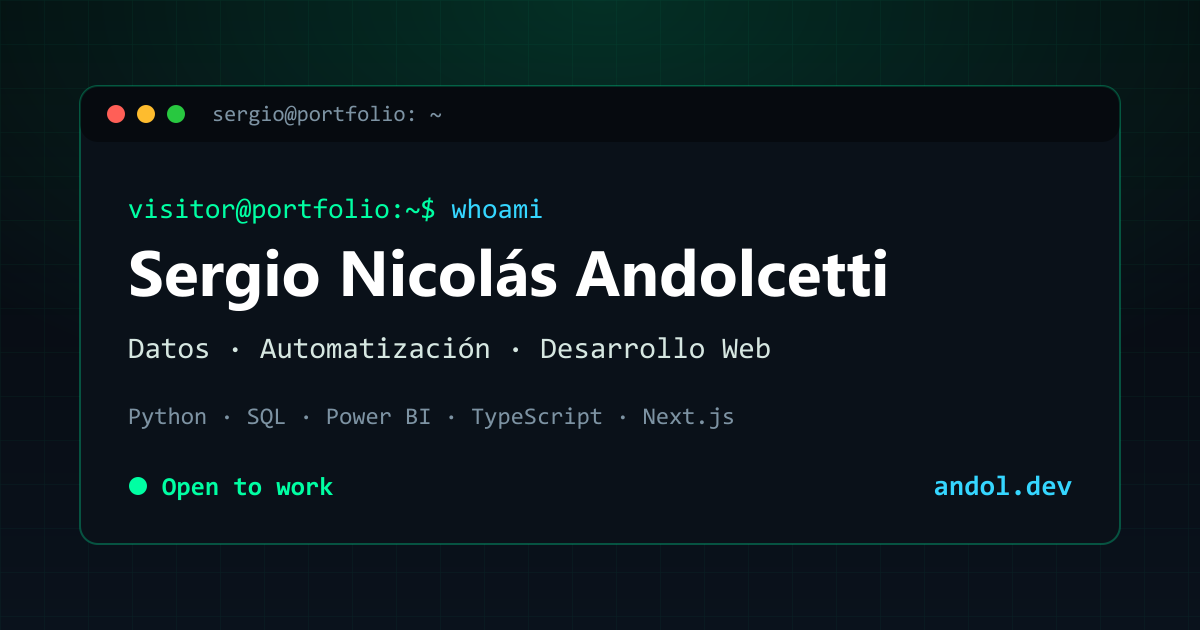 sergio@portfolio: ~
visitor@portfolio:~$ whoami
Sergio Nicolás Andolcetti
Datos · Automatización · Desarrollo Web
Python · SQL · Power BI · TypeScript · Next.js
Open to work
andol.dev